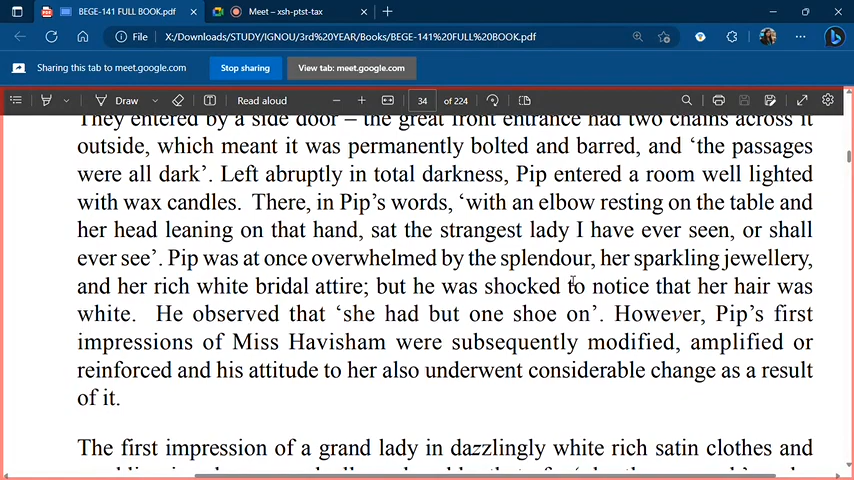 BEGE-141 FULL BOOK.pdf
Meet – xsh-ptst-tax
File X:/Downloads/STUDY/IGNOU/3rd%20YEAR/Books/BEGE-141%20FULL%20BOOK.pdf
Sharing this tab to meet.google.com Stop sharing View tab: meet.google.com
Draw Read aloud 34 of 224
They entered by a side door – the great front entrance had two chains across it
outside, which meant it was permanently bolted and barred, and ‘the passages
were all dark’. Left abruptly in total darkness, Pip entered a room well lighted
with wax candles. There, in Pip’s words, ‘with an elbow resting on the table and
her head leaning on that hand, sat the strangest lady I have ever seen, or shall
ever see’. Pip was at once overwhelmed by the splendour, her sparkling jewellery,
and her rich white bridal attire; but he was shocked to notice that her hair was
white. He observed that ‘she had but one shoe on’. However, Pip’s first
impressions of Miss Havisham were subsequently modified, amplified or
reinforced and his attitude to her also underwent considerable change as a result
of it.
The first impression of a grand lady in dazzlingly white rich satin clothes and